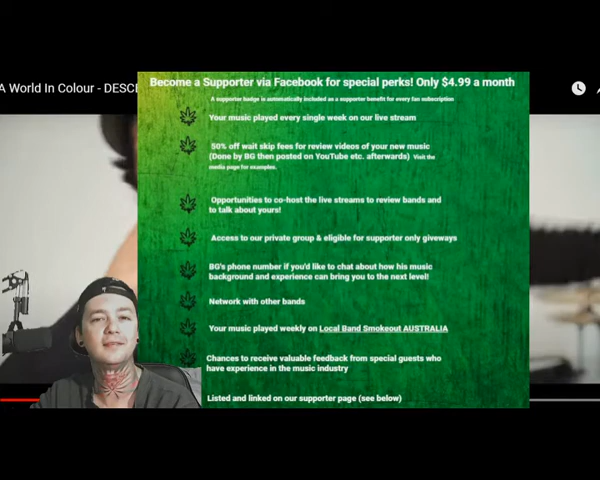 A World In Colour - DESCE
Become a Supporter via Facebook for special perks! Only $4.99 a month
A supporter badge is automatically included as a supporter benefit for every fan subscription
Your music played every single week on our live stream
50% off wait skip fees for review videos of your new music
(Done by BG then posted on YouTube etc. afterwards) Visit the
media page for examples.
Opportunities to co-host the live streams to review bands and
to talk about yours!
Access to our private group & eligible for supporter only giveways
BG's phone number if you'd like to chat about how his music
background and experience can bring you to the next level!
Network with other bands
Your music played weekly on Local Band Smokeout AUSTRALIA
Chances to receive valuable feedback from special guests who
have experience in the music industry
Listed and linked on our supporter page (see below)